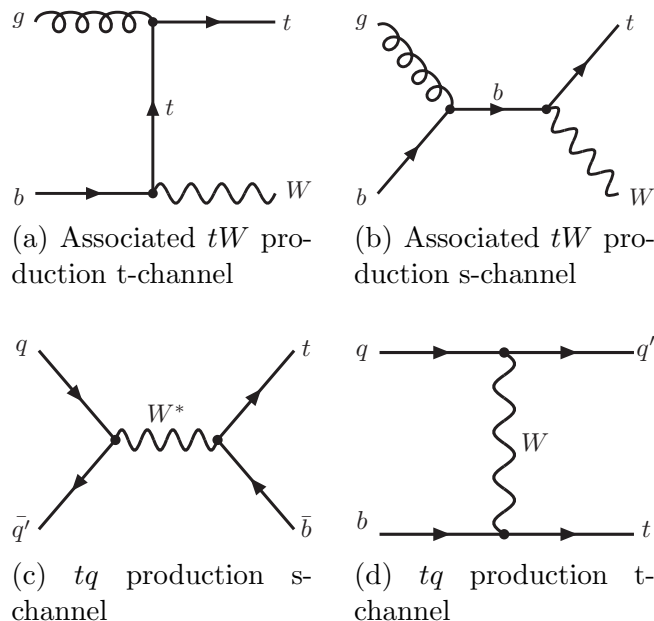 g
t
t
b
W
(a) Associated tW pro-
duction t-channel
g
t
b
b
W
(b) Associated tW pro-
duction s-channel
q
t
W*
q̄'
b̄
(c) tq production s-
channel
q
q'
W
b
t
(d) tq production t-
channel